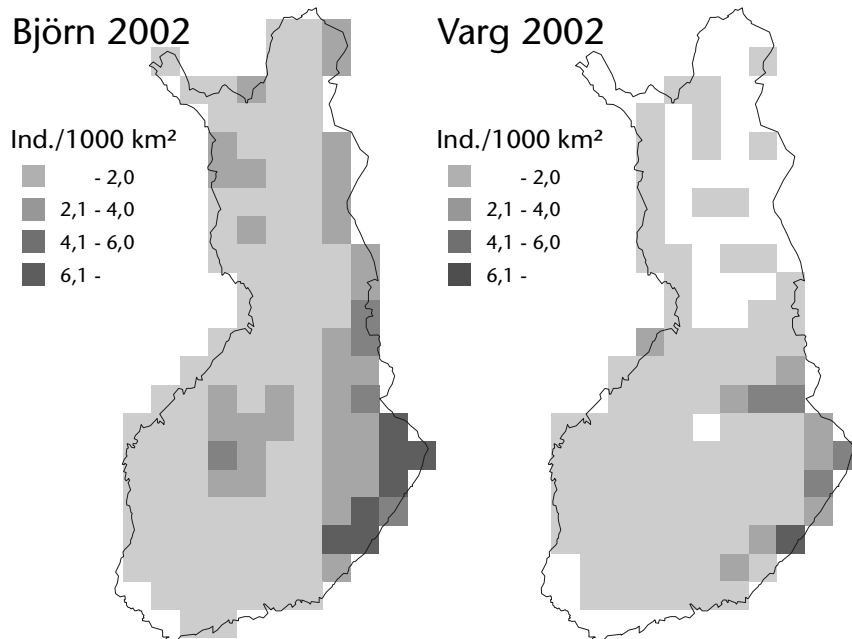 Björn 2002
Ind./1000 km²
- 2,0
2,1 - 4,0
4,1 - 6,0
6,1 -
Varg 2002
Ind./1000 km²
- 2,0
2,1 - 4,0
4,1 - 6,0
6,1 -